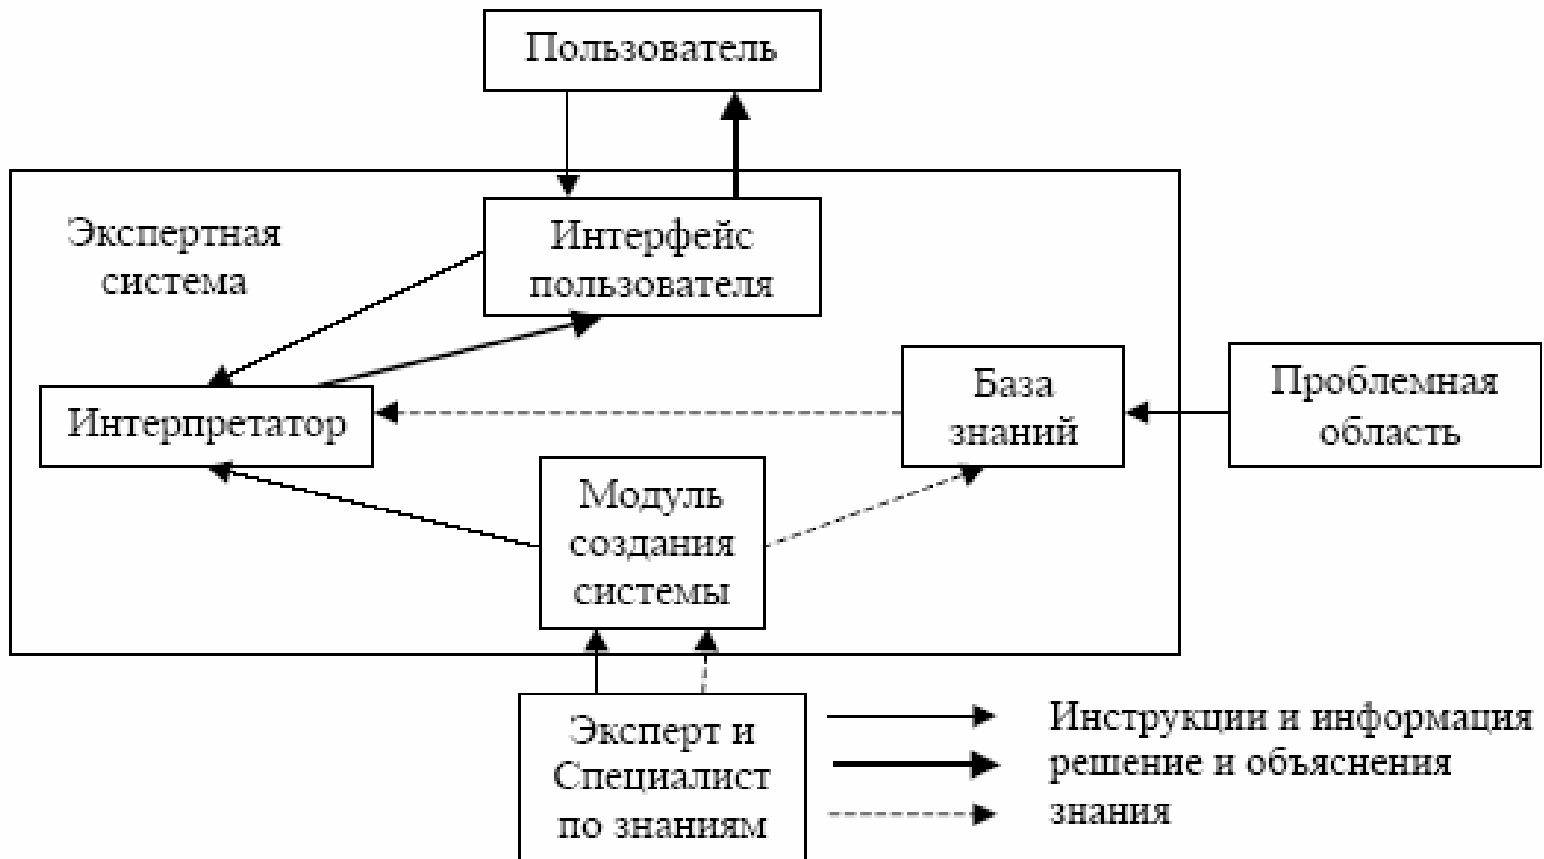 Пользователь
Экспертная
система
Интерфейс
пользователя
Интерпретатор
База
знаний
Проблемная
область
Модуль
создания
системы
Эксперт и
Специалист
по знаниям
Инструкции и информация
решение и объяснения
знания